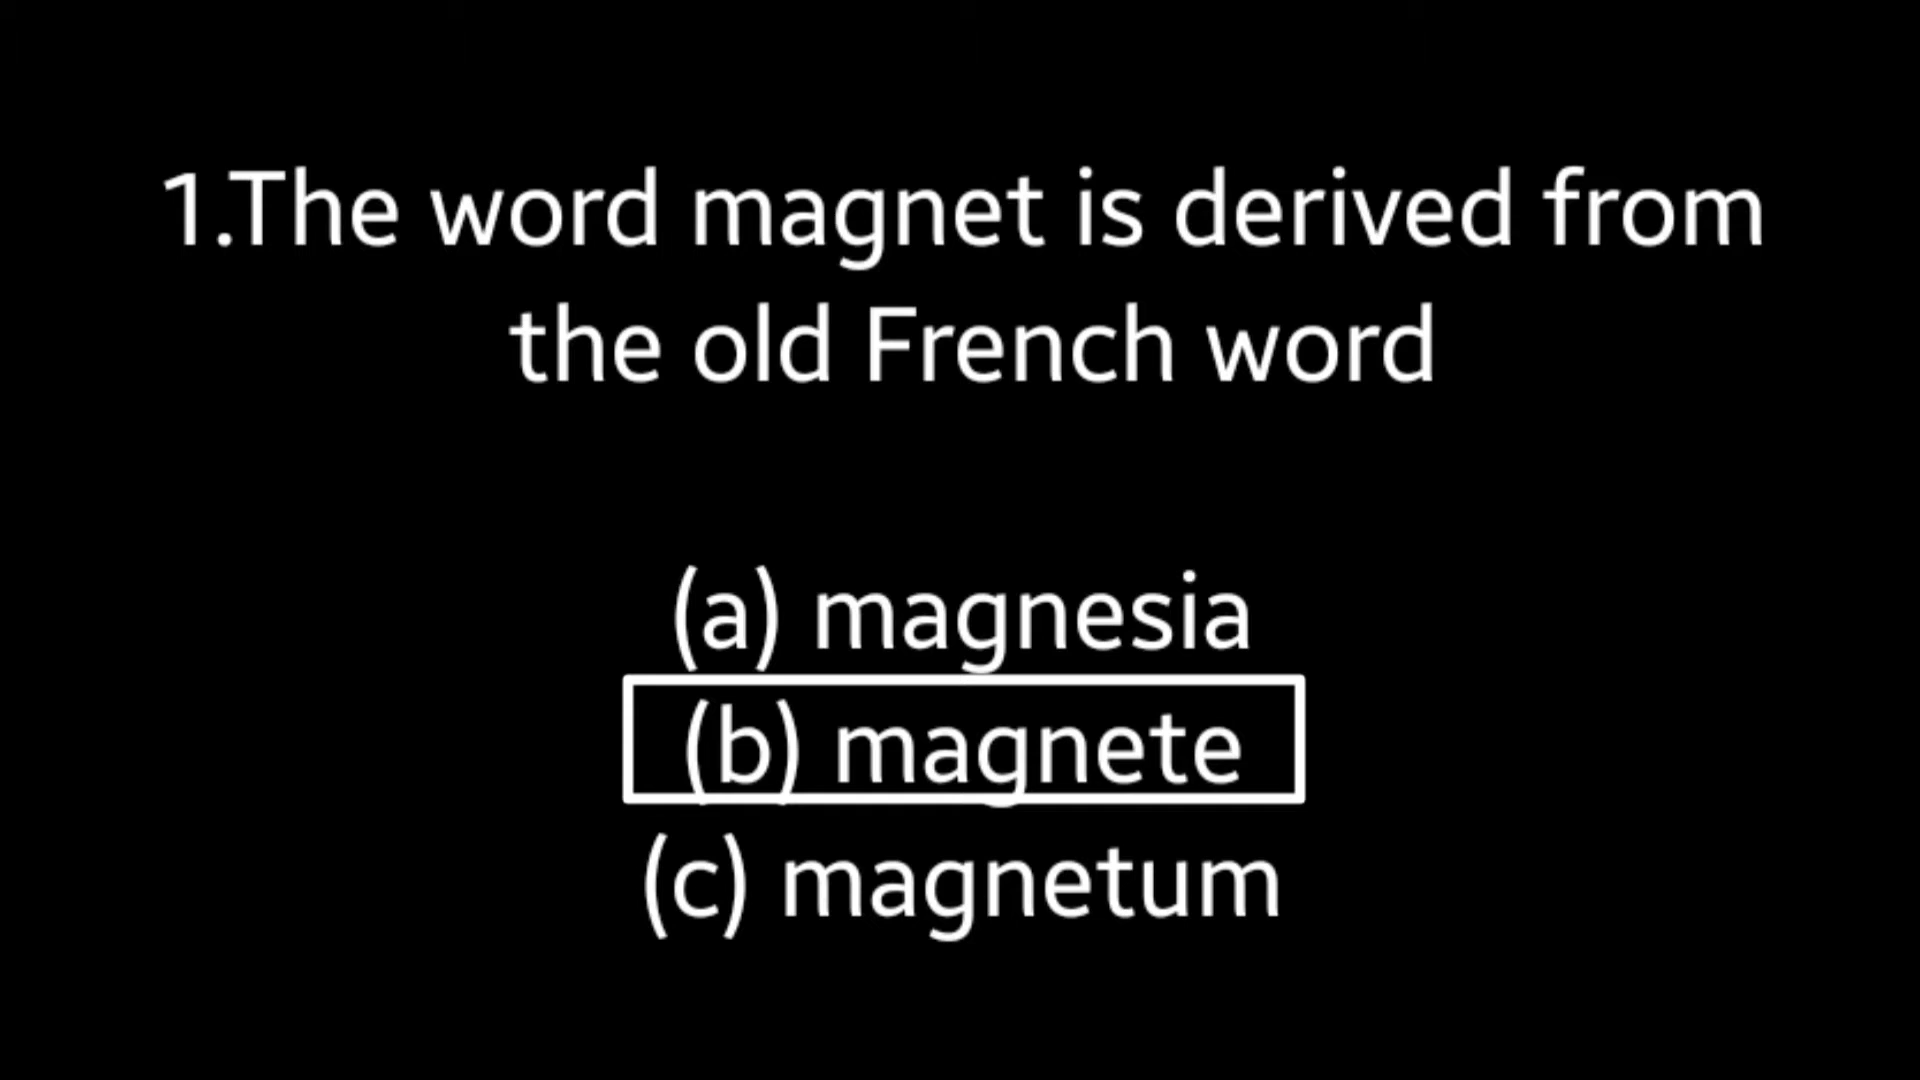 1.The word magnet is derived from
the old French word
(a) magnesia
(b) magnete
(c) magnetum